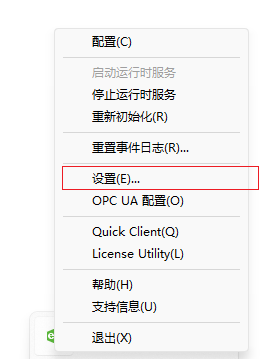 配置(C)
启动运行时服务
停止运行时服务
重新初始化(R)
重置事件日志(R)...
设置(E)...
OPC UA 配置(O)
Quick Client(Q)
License Utility(L)
帮助(H)
支持信息(U)
退出(X)